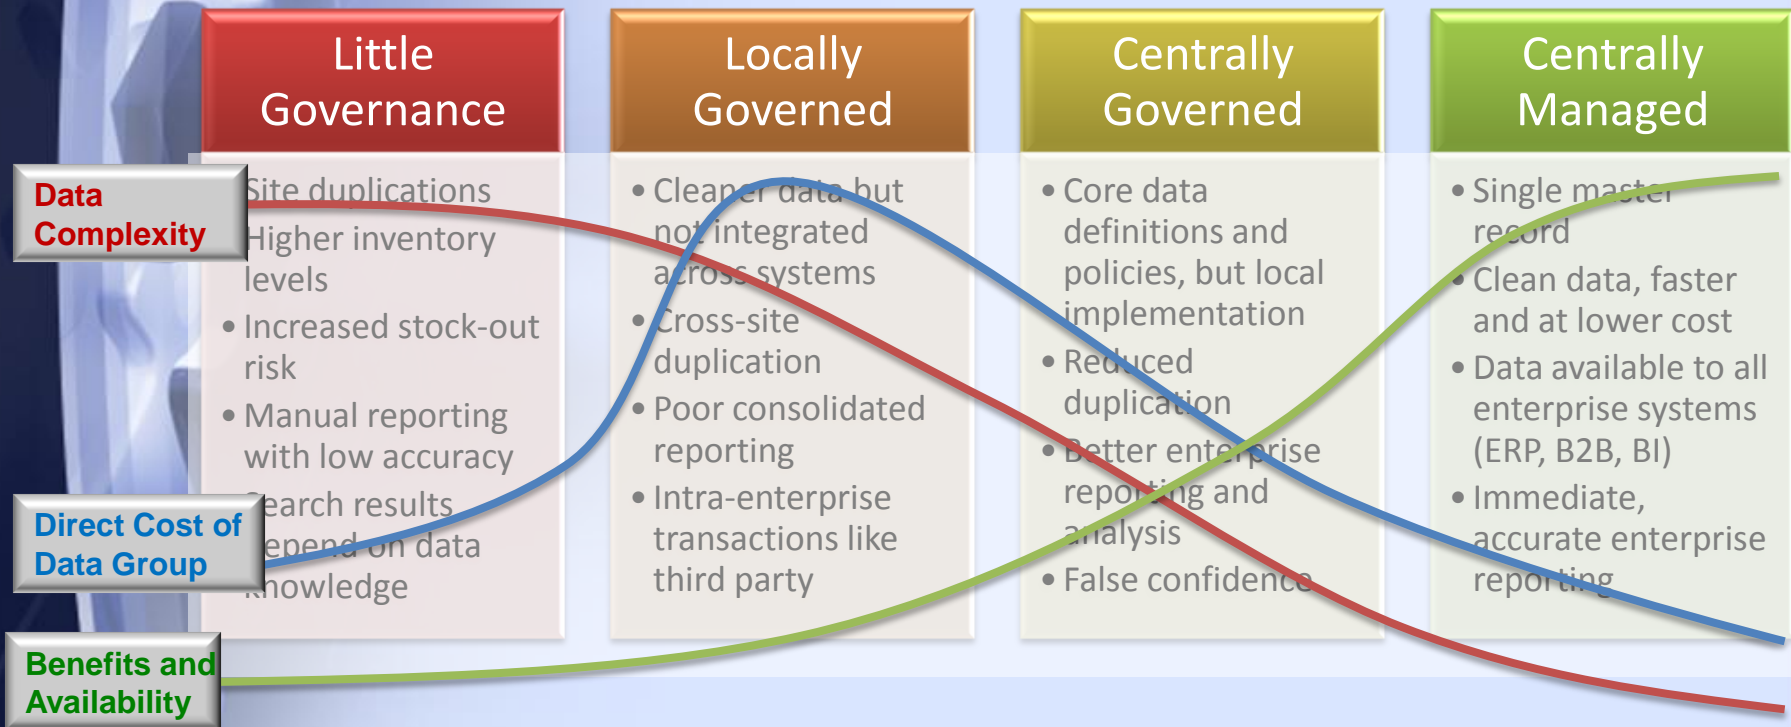 Little
Governance
Locally
Governed
Centrally
Governed
Centrally
Managed
Data
Complexity
Direct Cost of
Data Group
Benefits and
Availability
Site duplications
Higher inventory
levels
• Increased stock-out
risk
• Manual reporting
with low accuracy
Search results
depend on data
knowledge
• Cleaner data but
not integrated
across systems
• Cross-site
duplication
• Poor consolidated
reporting
• Intra-enterprise
transactions like
third party
• Core data
definitions and
policies, but local
implementation
• Reduced
duplication
• Better enterprise
reporting and
analysis
• False confidence
• Single master
record
• Clean data, faster
and at lower cost
• Data available to all
enterprise systems
(ERP, B2B, BI)
• Immediate,
accurate enterprise
reporting